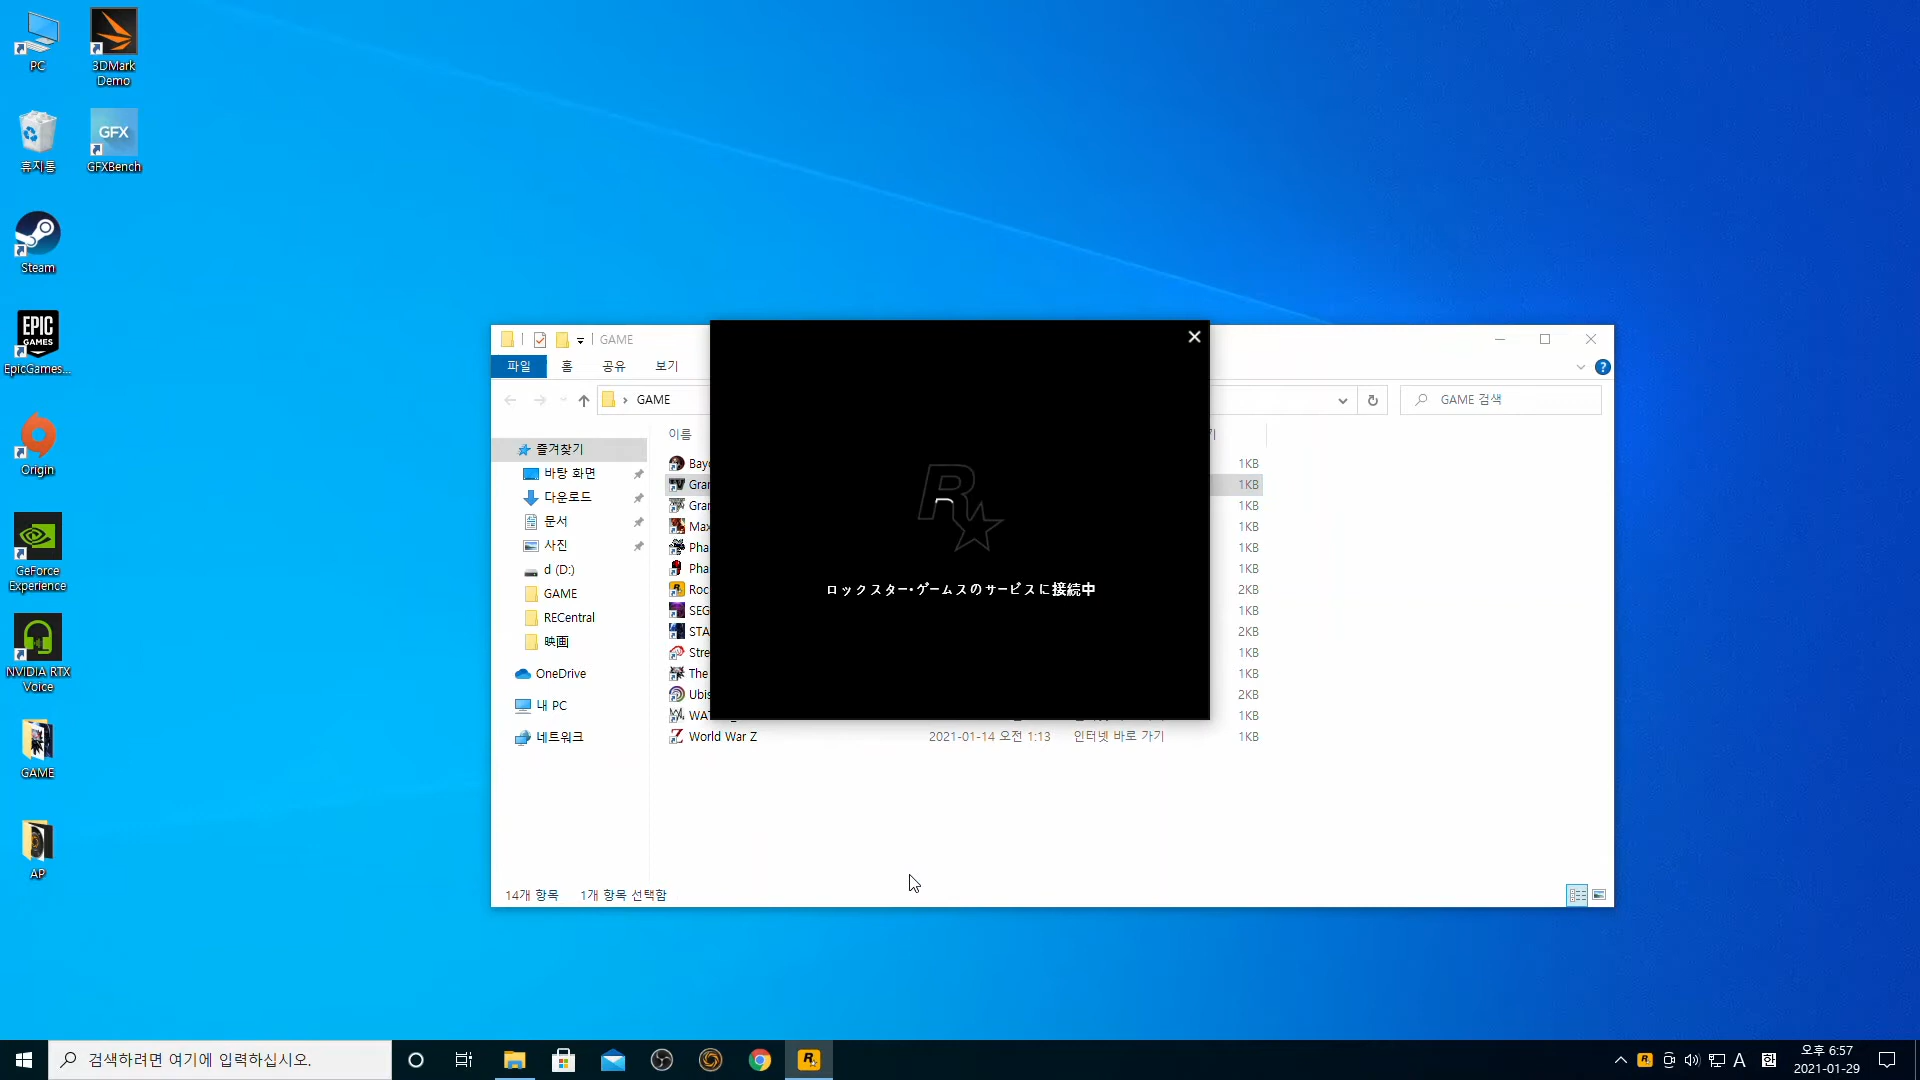 PC
3DMark
Demo
휴지통
GFX
GFXBench
Steam
EPIC
GAMES
EpicGames...
Origin
GeForce
Experience
NVIDIA RTX
Voice
GAME
AP
GAME
파일 홈 공유 보기
GAME
GAME 검색
이름
즐겨찾기
바탕 화면
다운로드
문서
사진
d (D:)
GAME
RECentral
映画
OneDrive
내 PC
네트워크
1KB
1KB
1KB
Max 1KB
1KB
1KB
2KB
SEG 1KB
STA 2KB
1KB
The 1KB
2KB
1KB
World War Z 2021-01-14 오전 1:13 인터넷 바로 가기 1KB
ロックスター・ゲームスのサービスに接続中
14개 항목 1개 항목 선택함
검색하려면 여기에 입력하십시오.
A 한
오후 6:57
2021-01-29